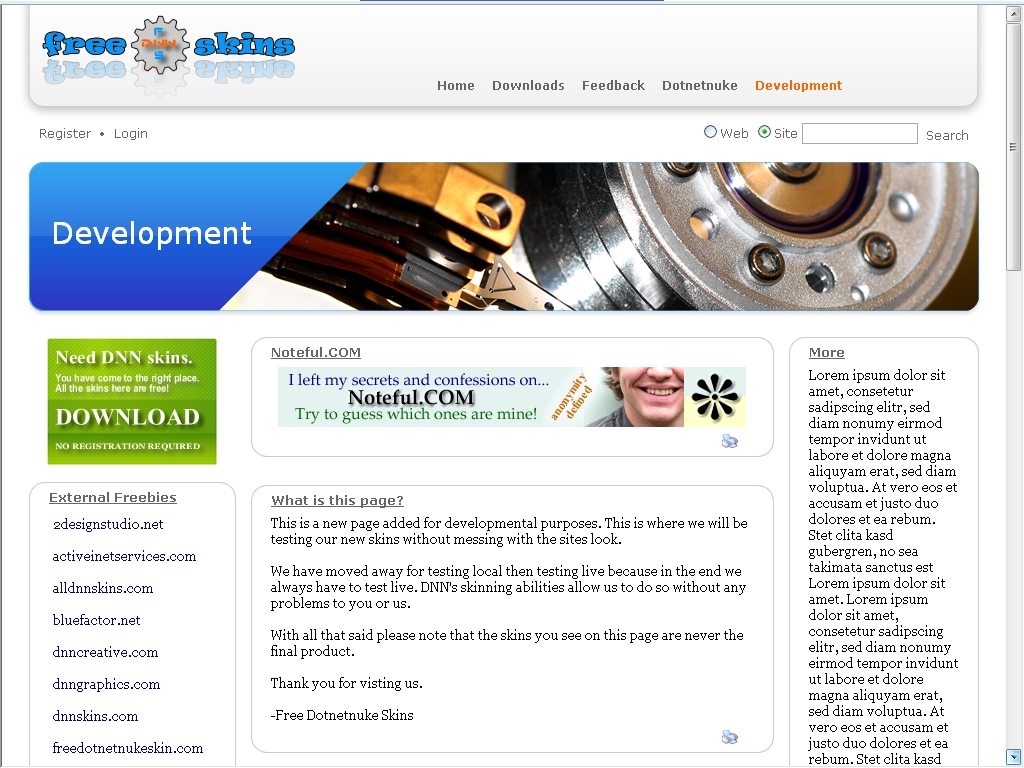 free DNN skins
Home Downloads Feedback Dotnetnuke Development
Register • Login
Web Site Search
Development
Need DNN skins.
You have come to the right place.
All the skins here are free!
DOWNLOAD
NO REGISTRATION REQUIRED
External Freebies
2designstudio.net
activeinetservices.com
alldnnskins.com
bluefactor.net
dnncreative.com
dnngraphics.com
dnnskins.com
freedotnetnukeskin.com
Noteful.COM
I left my secrets and confessions on...
Noteful.COM
Try to guess which ones are mine!
anonymity
defined
What is this page?
This is a new page added for developmental purposes. This is where we will be
testing our new skins without messing with the sites look.
We have moved away for testing local then testing live because in the end we
always have to test live. DNN's skinning abilities allow us to do so without any
problems to you or us.
With all that said please note that the skins you see on this page are never the
final product.
Thank you for visting us.
-Free Dotnetnuke Skins
More
Lorem ipsum dolor sit
amet, consetetur
sadipscing elitr, sed
diam nonumy eirmod
tempor invidunt ut
labore et dolore magna
aliquyam erat, sed diam
voluptua. At vero eos et
accusam et justo duo
dolores et ea rebum.
Stet clita kasd
gubergren, no sea
takimata sanctus est
Lorem ipsum dolor sit
amet. Lorem ipsum
dolor sit amet,
consetetur sadipscing
elitr, sed diam nonumy
eirmod tempor invidunt
ut labore et dolore
magna aliquyam erat,
sed diam voluptua. At
vero eos et accusam et
justo duo dolores et ea
rebum. Stet clita kasd